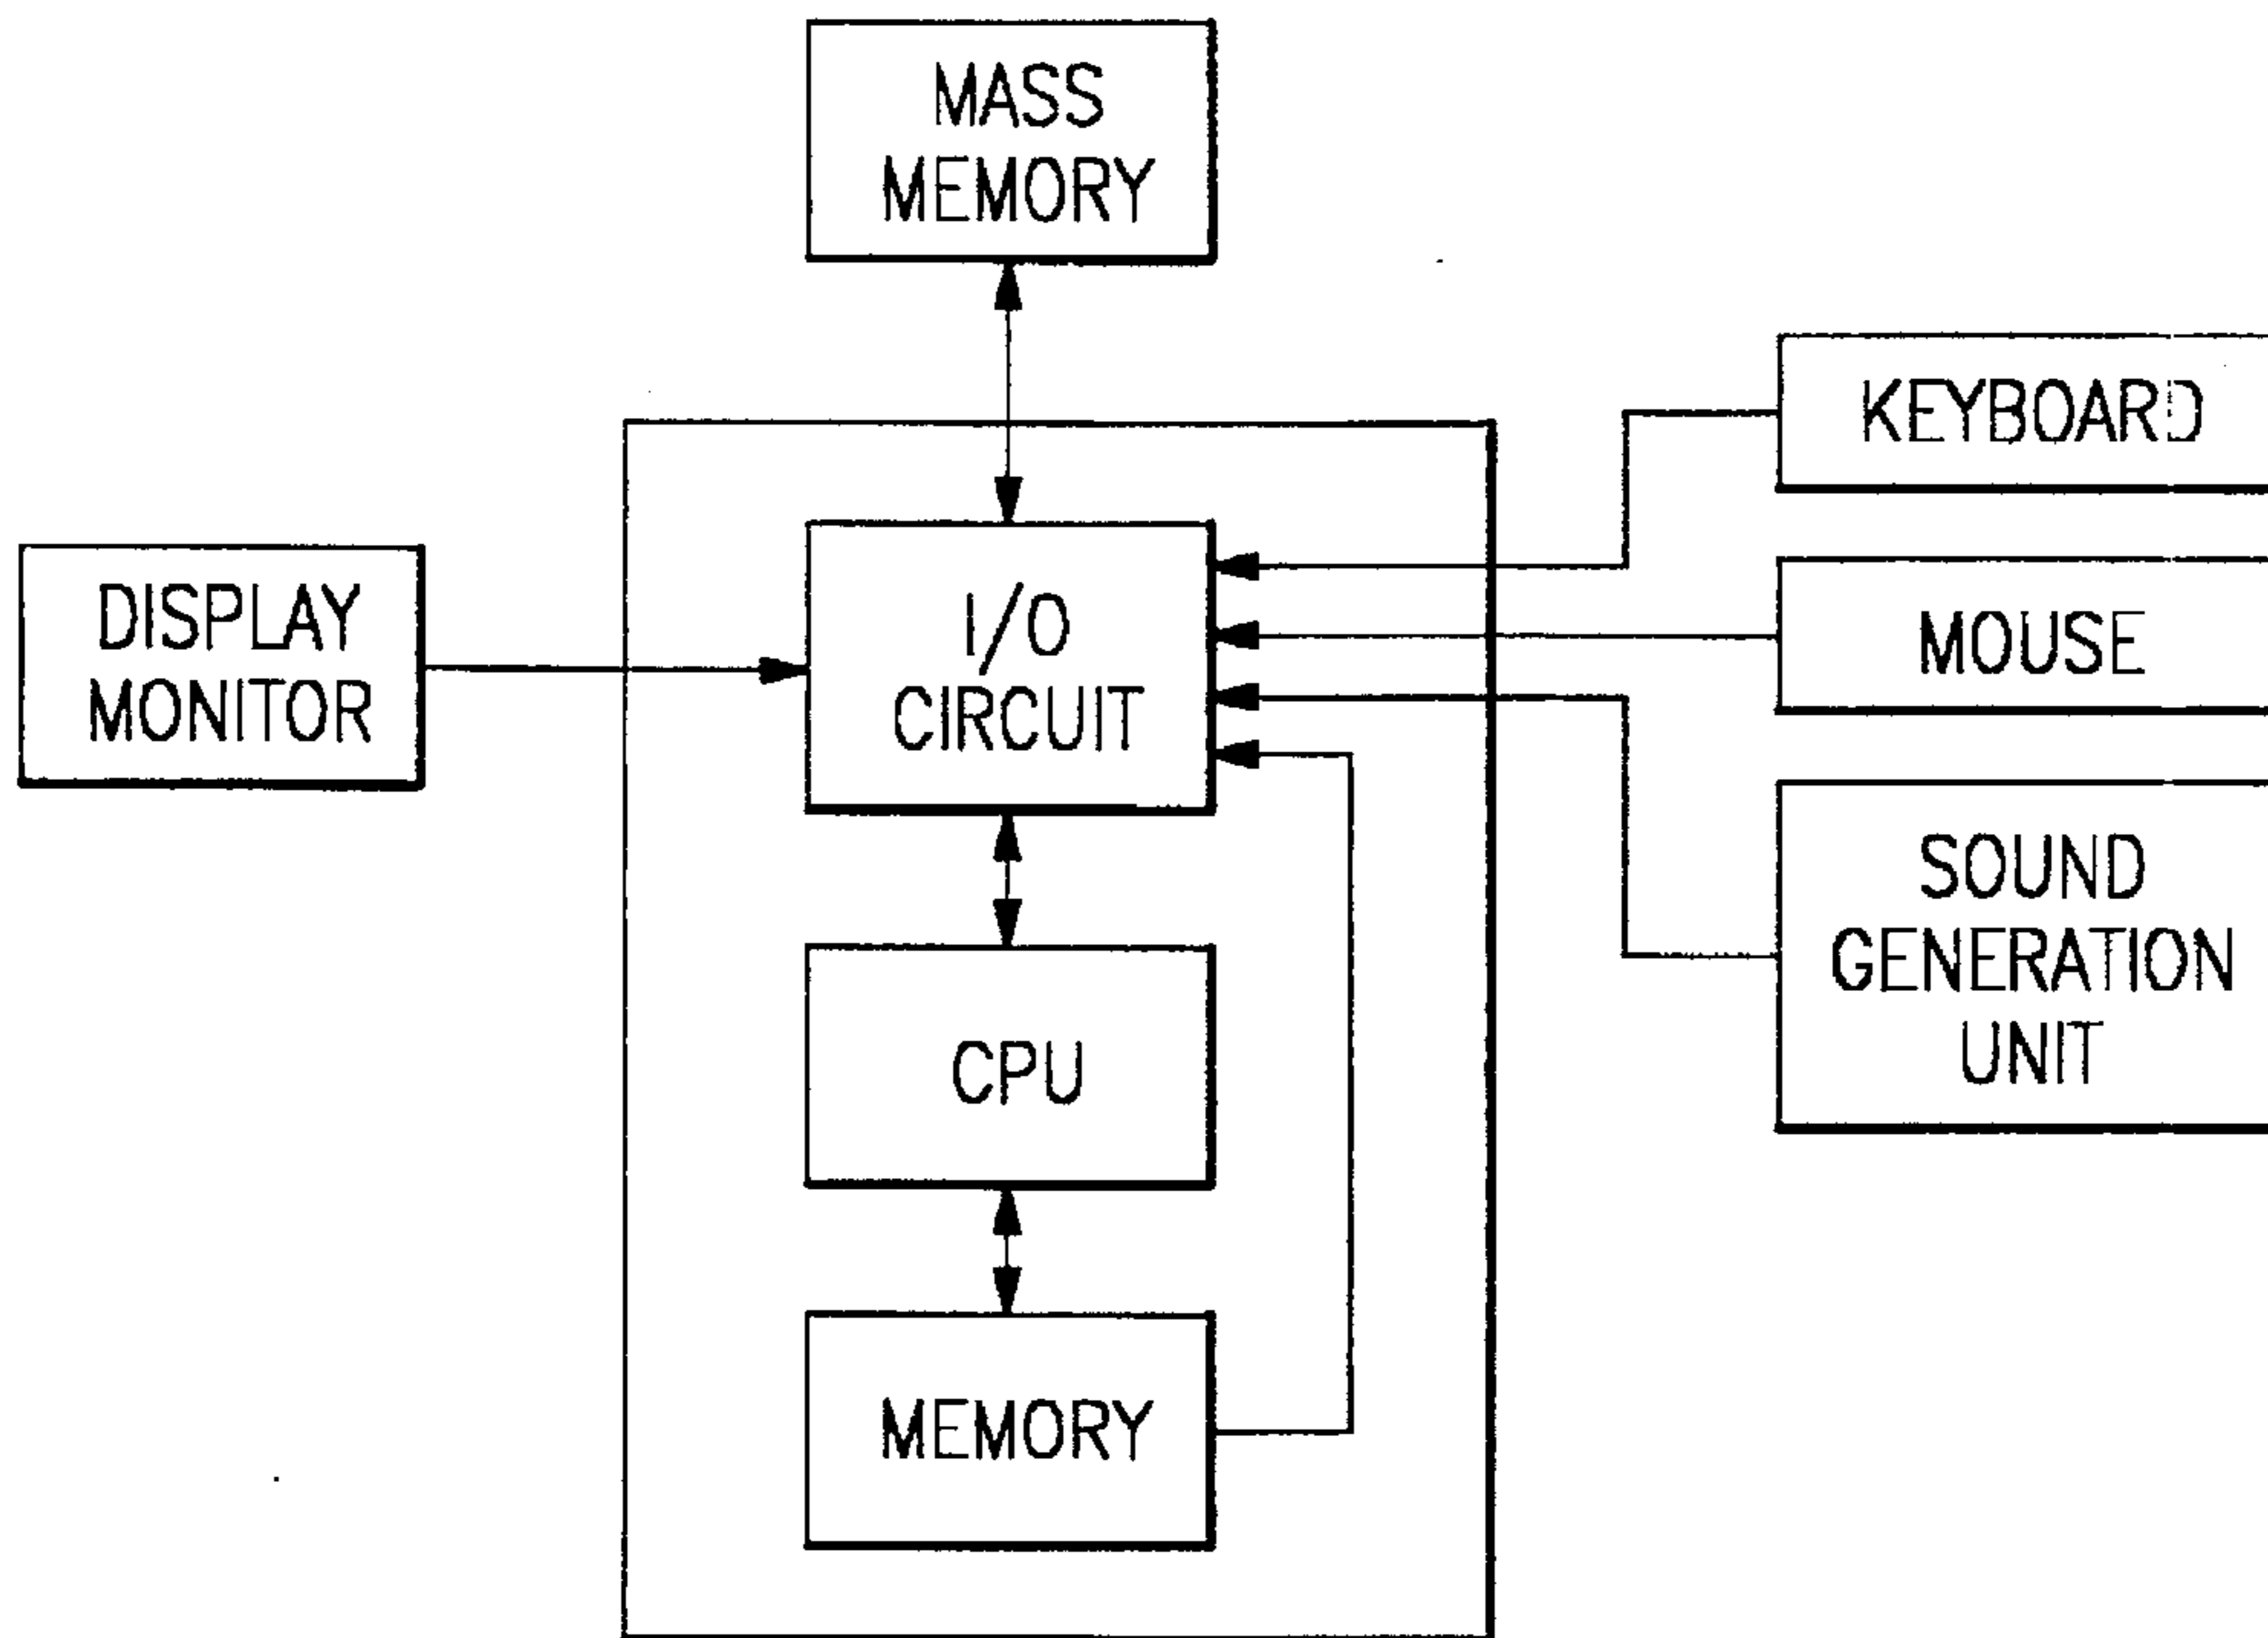 MASS
MEMORY
KEYBOARD
DISPLAY
MONITOR
I/O
CIRCUIT
MOUSE
SOUND
GENERATION
UNIT
CPU
MEMORY